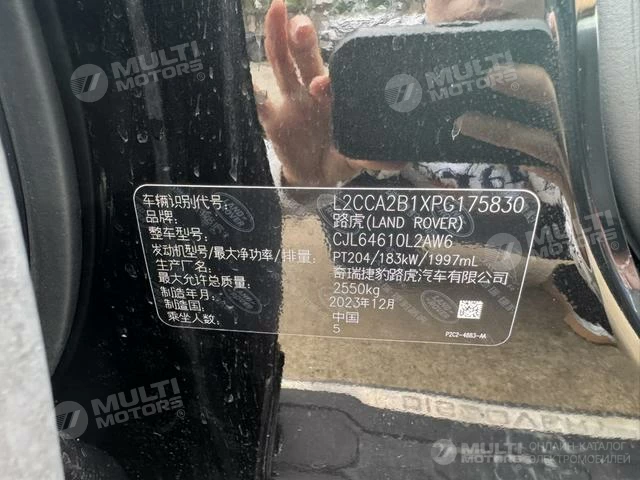 MULTI MOTORS®
MULTI MOTORS
车辆识别代号: L2CCA2B1XPG175830
品牌: 路虎(LAND ROVER)
整车型号: CJL64610L2AW6
发动机型号/最大净功率/排量: PT204/183kW/1997mL
生产厂名: 奇瑞捷豹路虎汽车有限公司
最大允许总质量: 2550kg
制造年月: 2023年12月
制造国: 中国
乘坐人数: 5
P2C2-4883-AA
MULTI MOTORS®
MULTI MOTORS
ОНЛАЙН КАТАЛОГ
ЭЛЕКТРОМОБИЛЕЙ